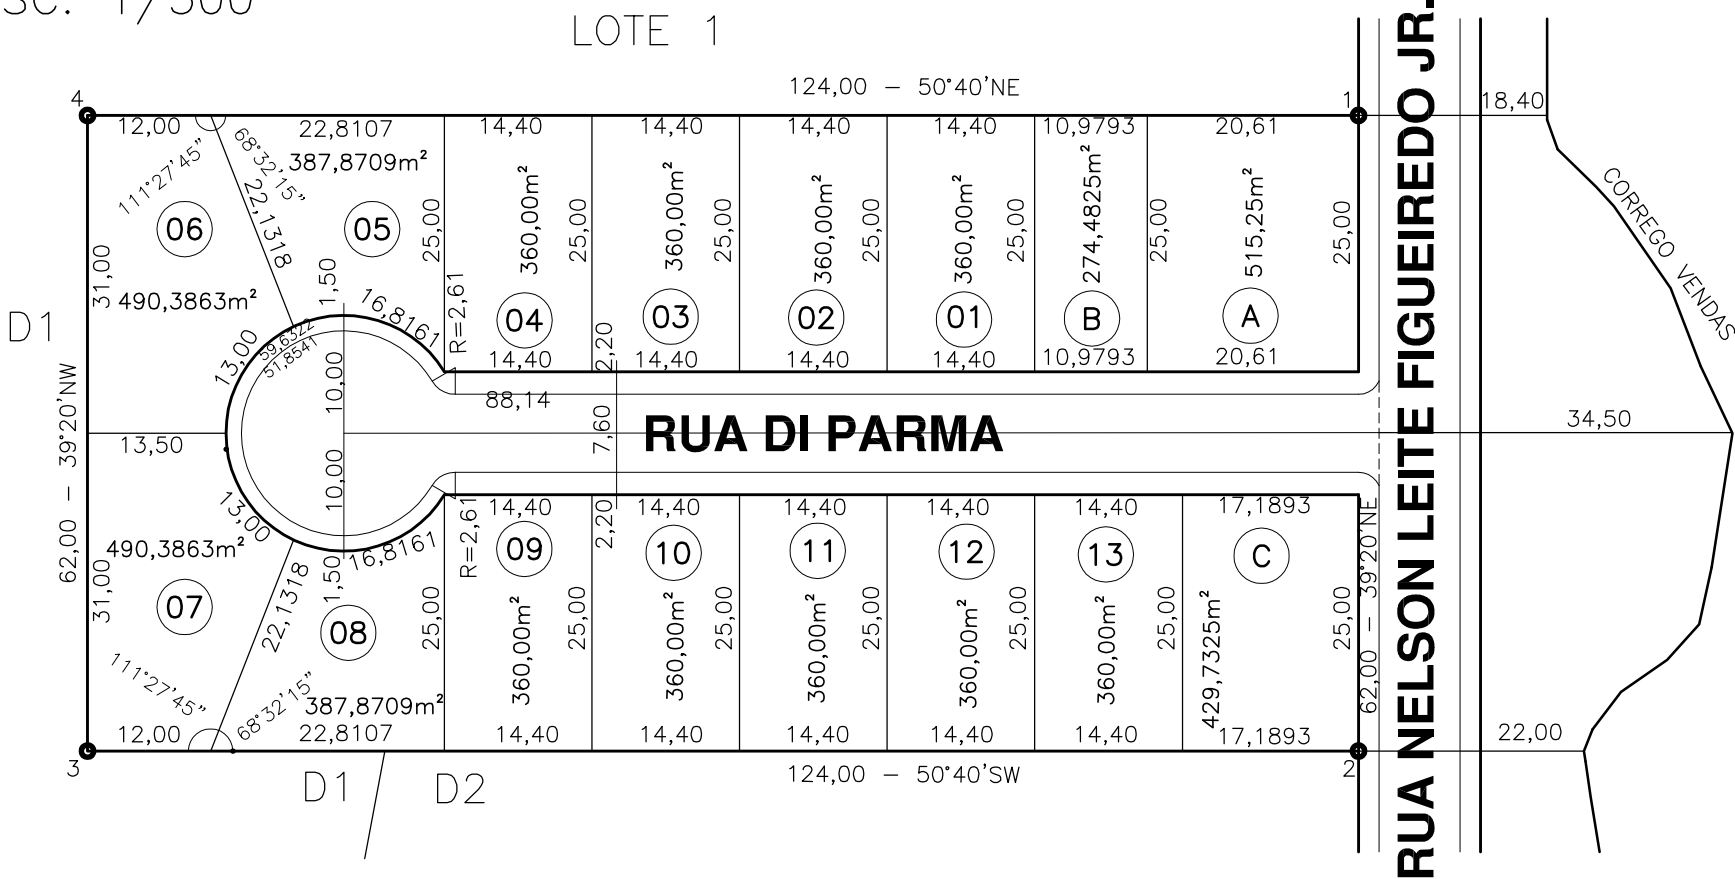 SC. 1/500
LOTE 1
124,00 – 50°40'NE
4
1
18,40
12,00
22,8107
14,40
14,40
14,40
14,40
10,9793
20,61
111°27'45"
68°32'15"
387,8709m²
22,1318
06
05
31,00
490,3863m²
1,50
16,8161
25,00
360,00m²
25,00
360,00m²
25,00
360,00m²
25,00
360,00m²
25,00
274,4825m²
25,00
515,25m²
25,00
R=2,61
04
03
02
01
B
A
14,40
2,20
14,40
14,40
14,40
10,9793
20,61
CORREGO VENDAS
D1
13,00
59,6322
51,8541
10,00
88,14
7,60
RUA DI PARMA
34,50
RUA NELSON LEITE FIGUEIREDO JR.
62,00 – 39°20'NW
13,50
10,00
13,00
16,8161
1,50
R=2,61
14,40
2,20
14,40
14,40
14,40
14,40
17,1893
09
10
11
12
13
C
490,3863m²
31,00
07
22,1318
08
25,00
360,00m²
25,00
360,00m²
25,00
360,00m²
25,00
360,00m²
25,00
360,00m²
25,00
429,7325m²
25,00
62,00 – 39°20'NE
111°27'45"
68°32'15"
387,8709m²
12,00
22,8107
14,40
14,40
14,40
14,40
14,40
17,1893
22,00
3
2
124,00 – 50°40'SW
D1
D2